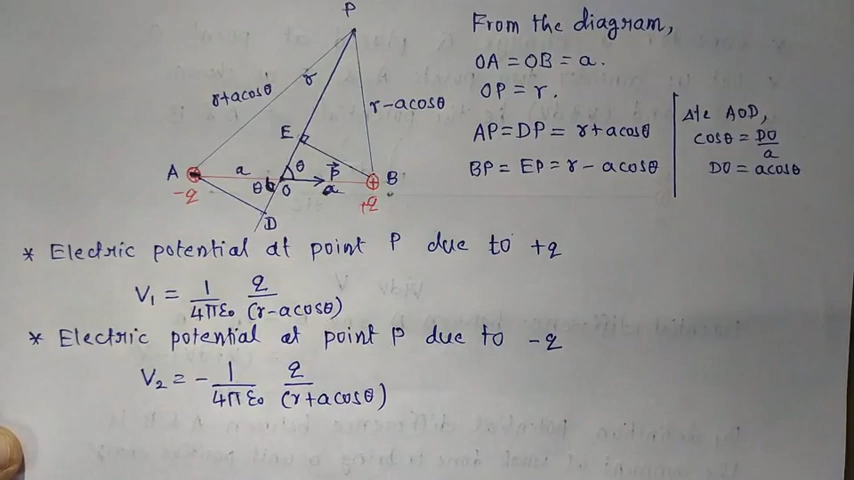 P
r+acosθ
r
r-acosθ
E
A
a
θ
θ
O
p⃗
a
B
-q
+q
D
From the diagram,
OA = OB = a.
OP = r.
AP = DP = r+acosθ
BP = EP = r - acosθ
Δle AOD,
cosθ = DO/a
DO = acosθ
* Electric potential at point P due to +q
V₁ = 1/4πε₀ q/(r-acosθ)
* Electric potential at point P due to -q
V₂ = - 1/4πε₀ q/(r+acosθ)